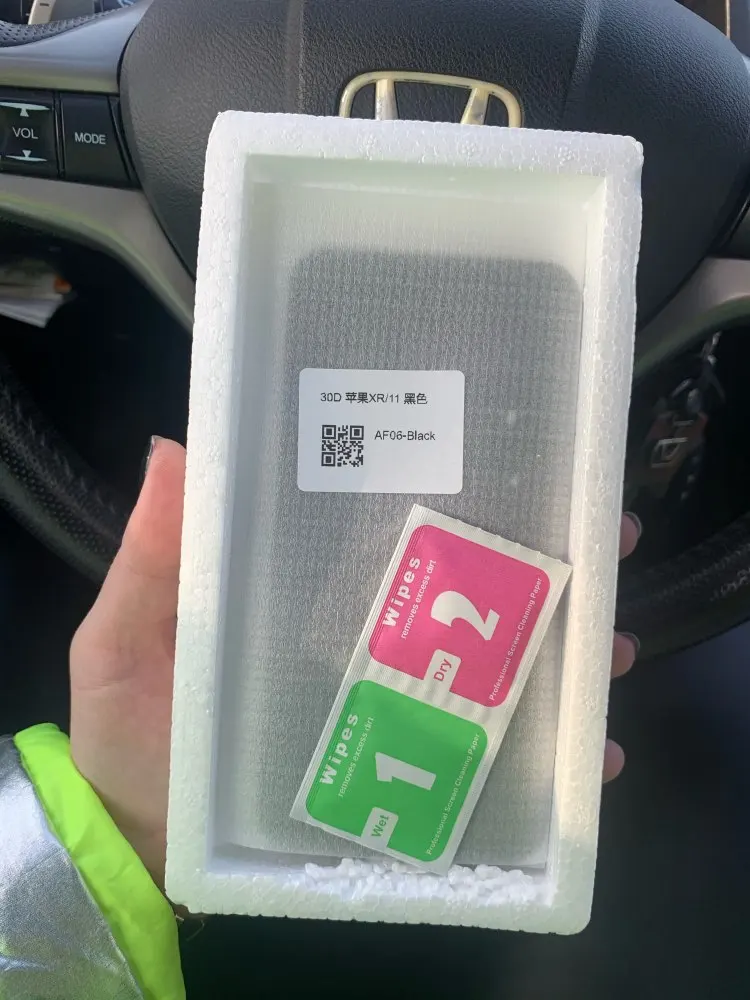 VOL
MODE
30D 苹果XR/11 黑色
AF06-Black
Wipes
removes excess dirt
2
Dry
Professional Screen Cleaning Paper
Wipes
removes excess dirt
1
Wet
Professional Screen Cleaning Paper